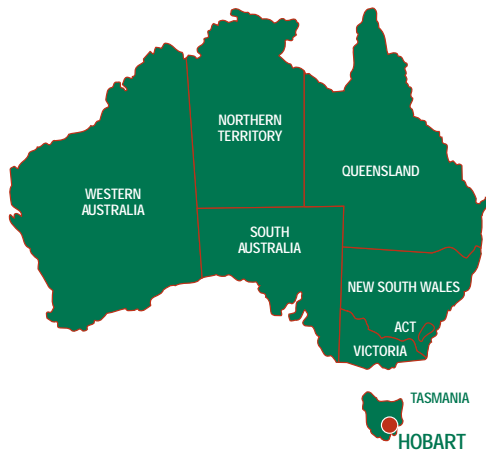 NORTHERN
TERRITORY
QUEENSLAND
WESTERN
AUSTRALIA
SOUTH
AUSTRALIA
NEW SOUTH WALES
ACT
VICTORIA
TASMANIA
HOBART